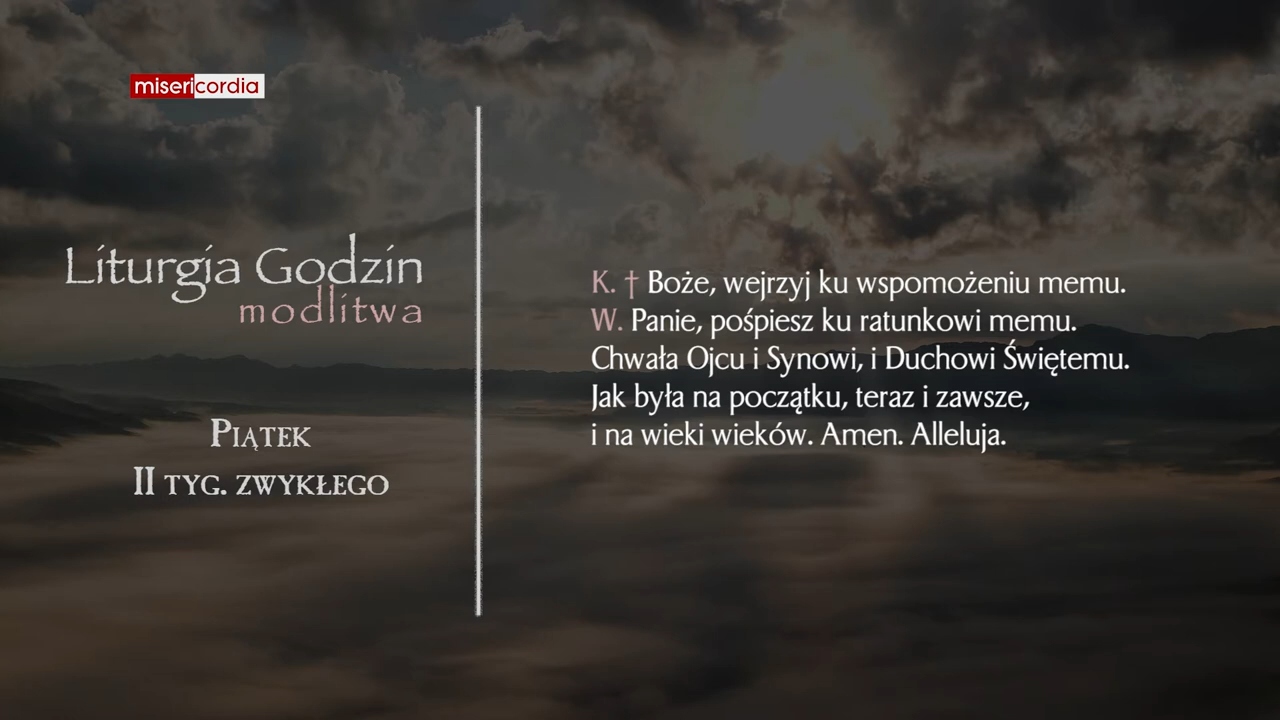 misericordia
Liturgia Godzin
modlitwa
Piątek
II tyg. zwykłego
K. † Boże, wejrzyj ku wspomożeniu memu.
W. Panie, pośpiesz ku ratunkowi memu.
Chwała Ojcu i Synowi, i Duchowi Świętemu.
Jak była na początku, teraz i zawsze,
i na wieki wieków. Amen. Alleluja.